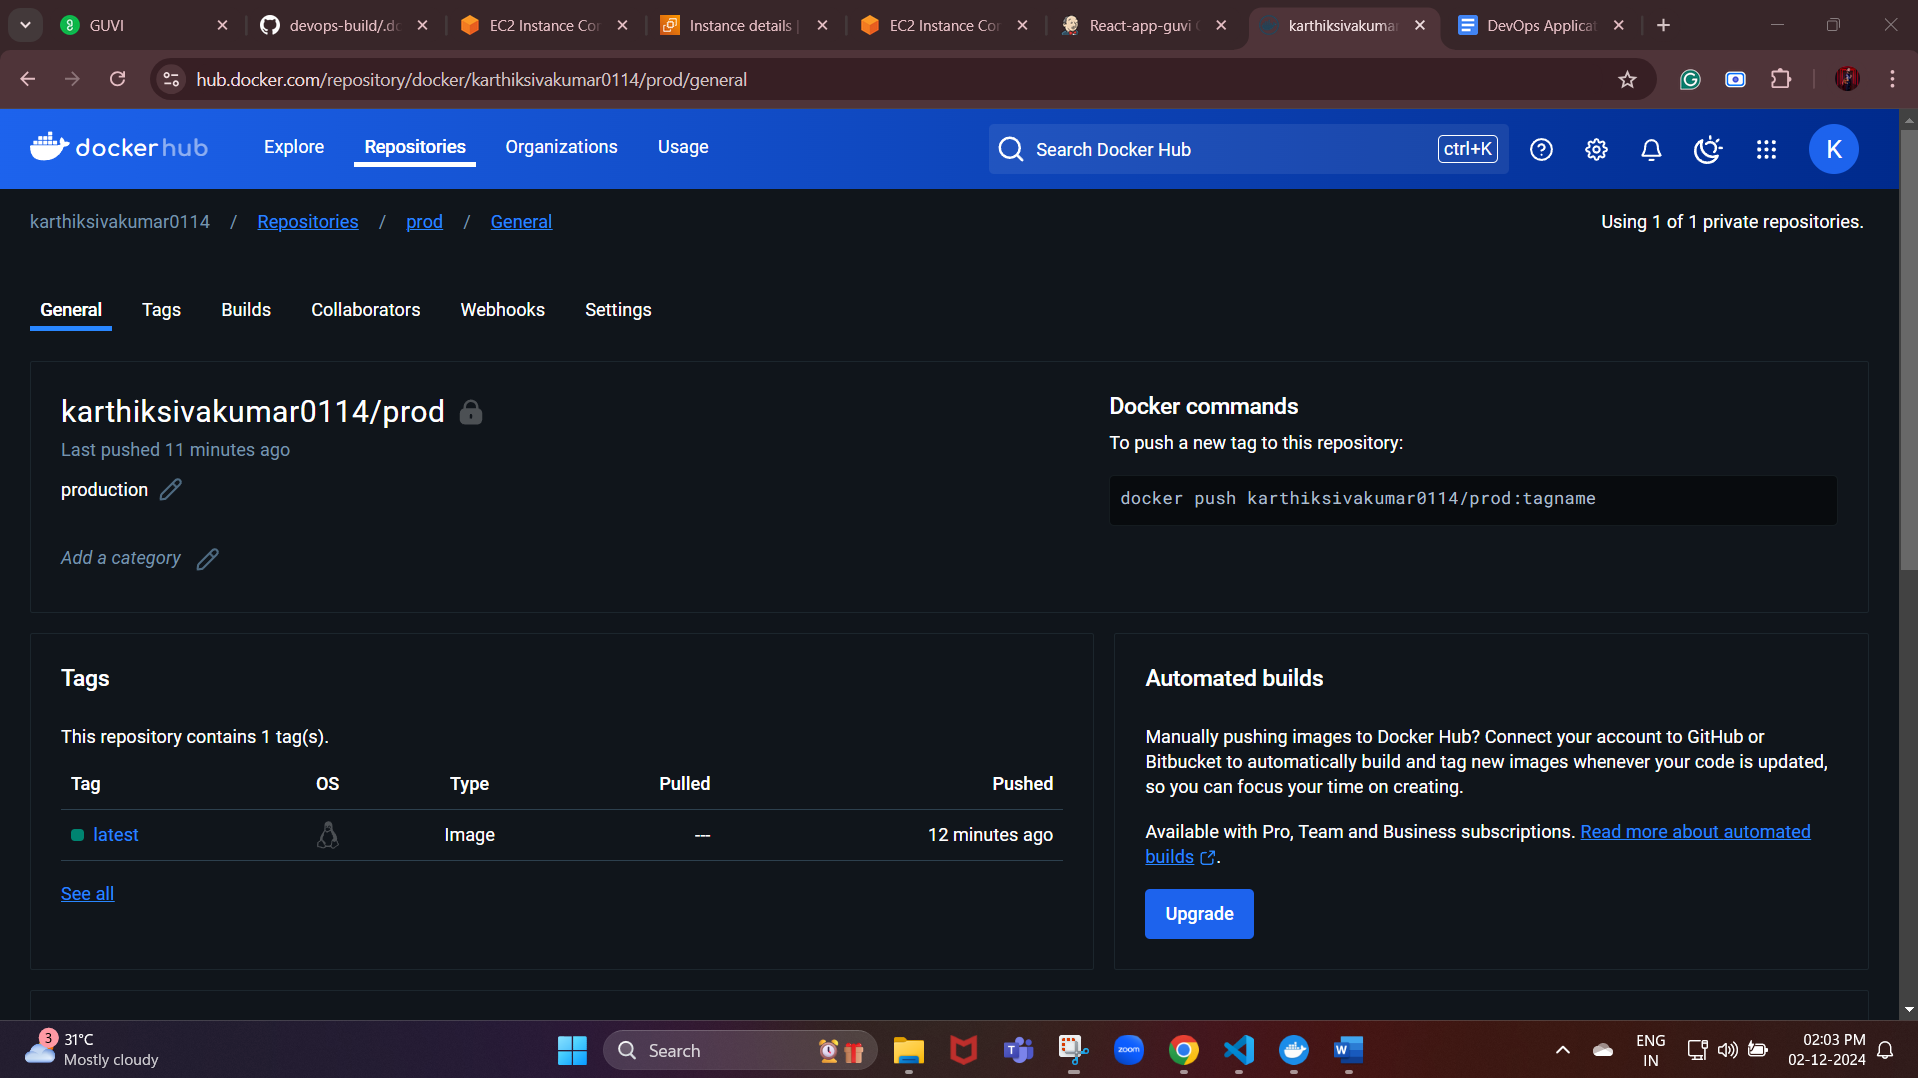 GUVI
devops-build/.do
EC2 Instance Cor
Instance details |
EC2 Instance Cor
React-app-guvi
karthiksivakumar
DevOps Applicat
hub.docker.com/repository/docker/karthiksivakumar0114/prod/general
docker hub
Explore
Repositories
Organizations
Usage
Search Docker Hub
ctrl+K
K
karthiksivakumar0114 / Repositories / prod / General
Using 1 of 1 private repositories.
General
Tags
Builds
Collaborators
Webhooks
Settings
karthiksivakumar0114/prod
Last pushed 11 minutes ago
production
Add a category
Docker commands
To push a new tag to this repository:
docker push karthiksivakumar0114/prod:tagname
Tags
This repository contains 1 tag(s).
Tag OS Type Pulled Pushed
latest Image --- 12 minutes ago
See all
Automated builds
Manually pushing images to Docker Hub? Connect your account to GitHub or
Bitbucket to automatically build and tag new images whenever your code is updated,
so you can focus your time on creating.
Available with Pro, Team and Business subscriptions. Read more about automated
builds .
Upgrade
3
31°C
Mostly cloudy
Search
zoom
ENG
IN
02:03 PM
02-12-2024